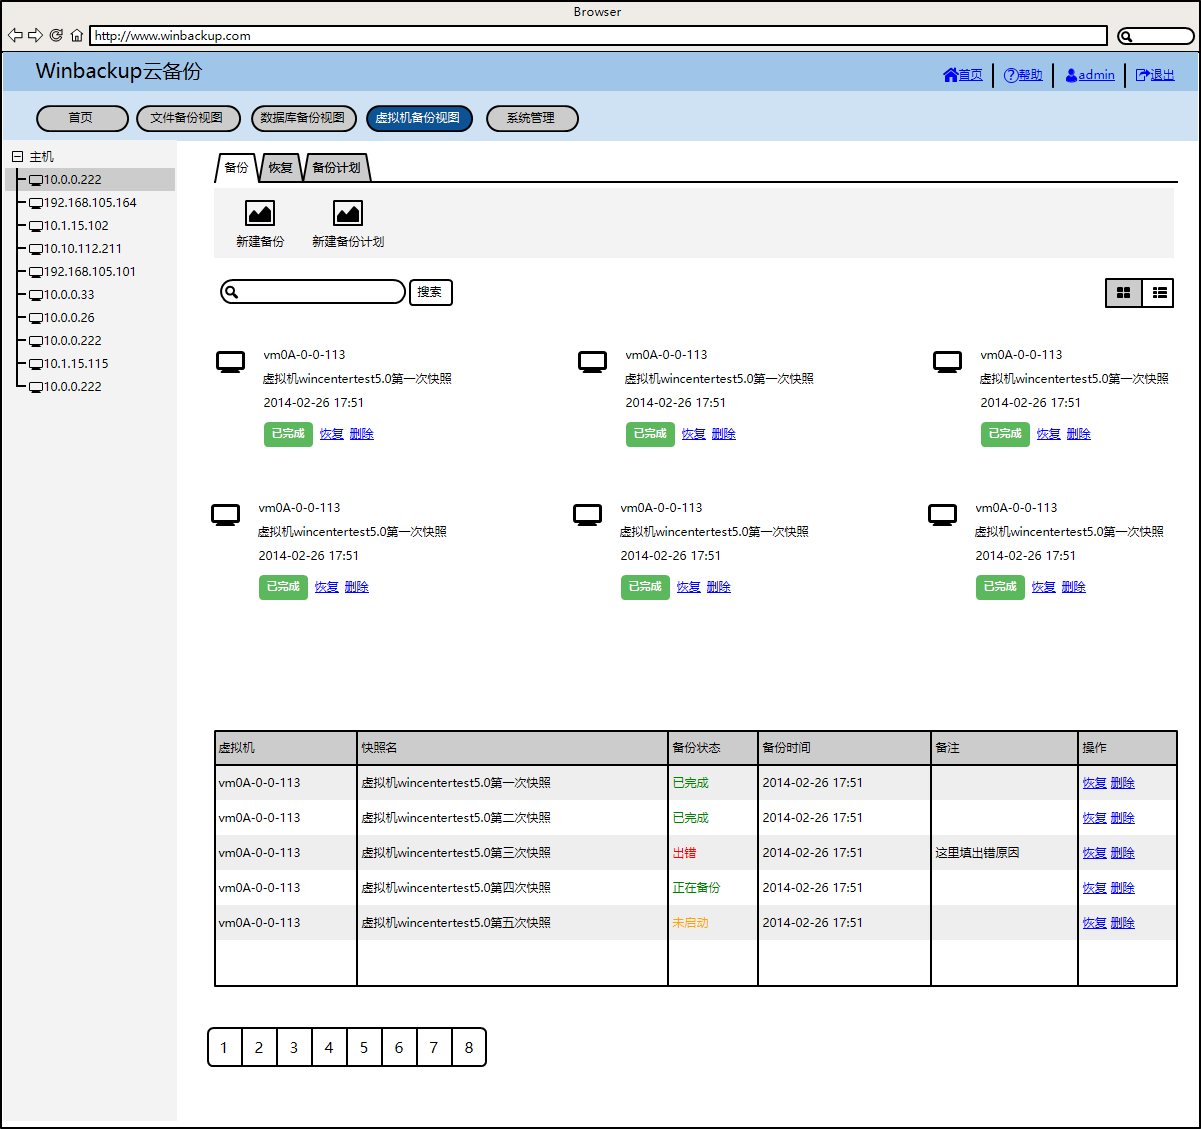 Browser
http://www.winbackup.com
Winbackup云备份
首页 帮助 admin 退出
首页 文件备份视图 数据库备份视图 虚拟机备份视图 系统管理
主机
10.0.0.222
192.168.105.164
10.1.15.102
10.10.112.211
192.168.105.101
10.0.0.33
10.0.0.26
10.0.0.222
10.1.15.115
10.0.0.222
备份 恢复 备份计划
新建备份 新建备份计划
搜索
vm0A-0-0-113 vm0A-0-0-113 vm0A-0-0-113
虚拟机wincentertest5.0第一次快照 虚拟机wincentertest5.0第一次快照 虚拟机wincentertest5.0第一次快照
2014-02-26 17:51 2014-02-26 17:51 2014-02-26 17:51
已完成 恢复 删除 已完成 恢复 删除 已完成 恢复 删除
vm0A-0-0-113 vm0A-0-0-113 vm0A-0-0-113
虚拟机wincentertest5.0第一次快照 虚拟机wincentertest5.0第一次快照 虚拟机wincentertest5.0第一次快照
2014-02-26 17:51 2014-02-26 17:51 2014-02-26 17:51
已完成 恢复 删除 已完成 恢复 删除 已完成 恢复 删除
虚拟机 快照名 备份状态 备份时间 备注 操作
vm0A-0-0-113 虚拟机wincentertest5.0第一次快照 已完成 2014-02-26 17:51 恢复 删除
vm0A-0-0-113 虚拟机wincentertest5.0第二次快照 已完成 2014-02-26 17:51 恢复 删除
vm0A-0-0-113 虚拟机wincentertest5.0第三次快照 出错 2014-02-26 17:51 这里填出错原因 恢复 删除
vm0A-0-0-113 虚拟机wincentertest5.0第四次快照 正在备份 2014-02-26 17:51 恢复 删除
vm0A-0-0-113 虚拟机wincentertest5.0第五次快照 未启动 2014-02-26 17:51 恢复 删除
1 2 3 4 5 6 7 8